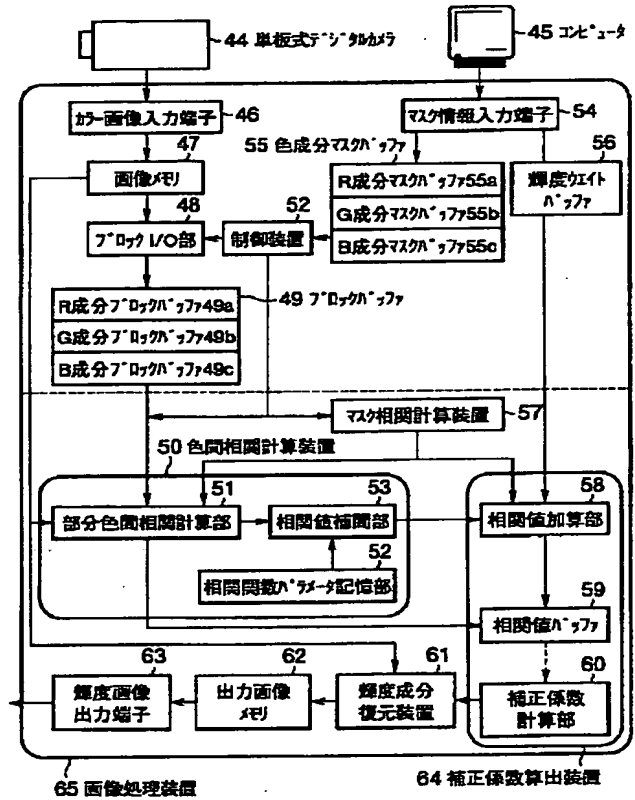 44 単板式デジタルカメラ
45 コンピュータ
カラー画像入力端子
46
マスク情報入力端子
54
47
画像メモリ
55 色成分マスクバッファ
56
輝度ウエイト
バッファ
R成分マスクバッファ55a
G成分マスクバッファ55b
B成分マスクバッファ55c
48
ブロックI/O部
52
制御装置
R成分ブロックバッファ49a
G成分ブロックバッファ49b
B成分ブロックバッファ49c
49 ブロックバッファ
マスク相関計算装置
57
50 色間相関計算装置
51
部分色間相関計算部
53
相関値補間部
58
相関値加算部
52
相関関数パラメータ記憶部
59
相関値バッファ
63
輝度画像
出力端子
62
出力画像
メモリ
61
輝度成分
復元装置
60
補正係数
計算部
65 画像処理装置
64 補正係数算出装置